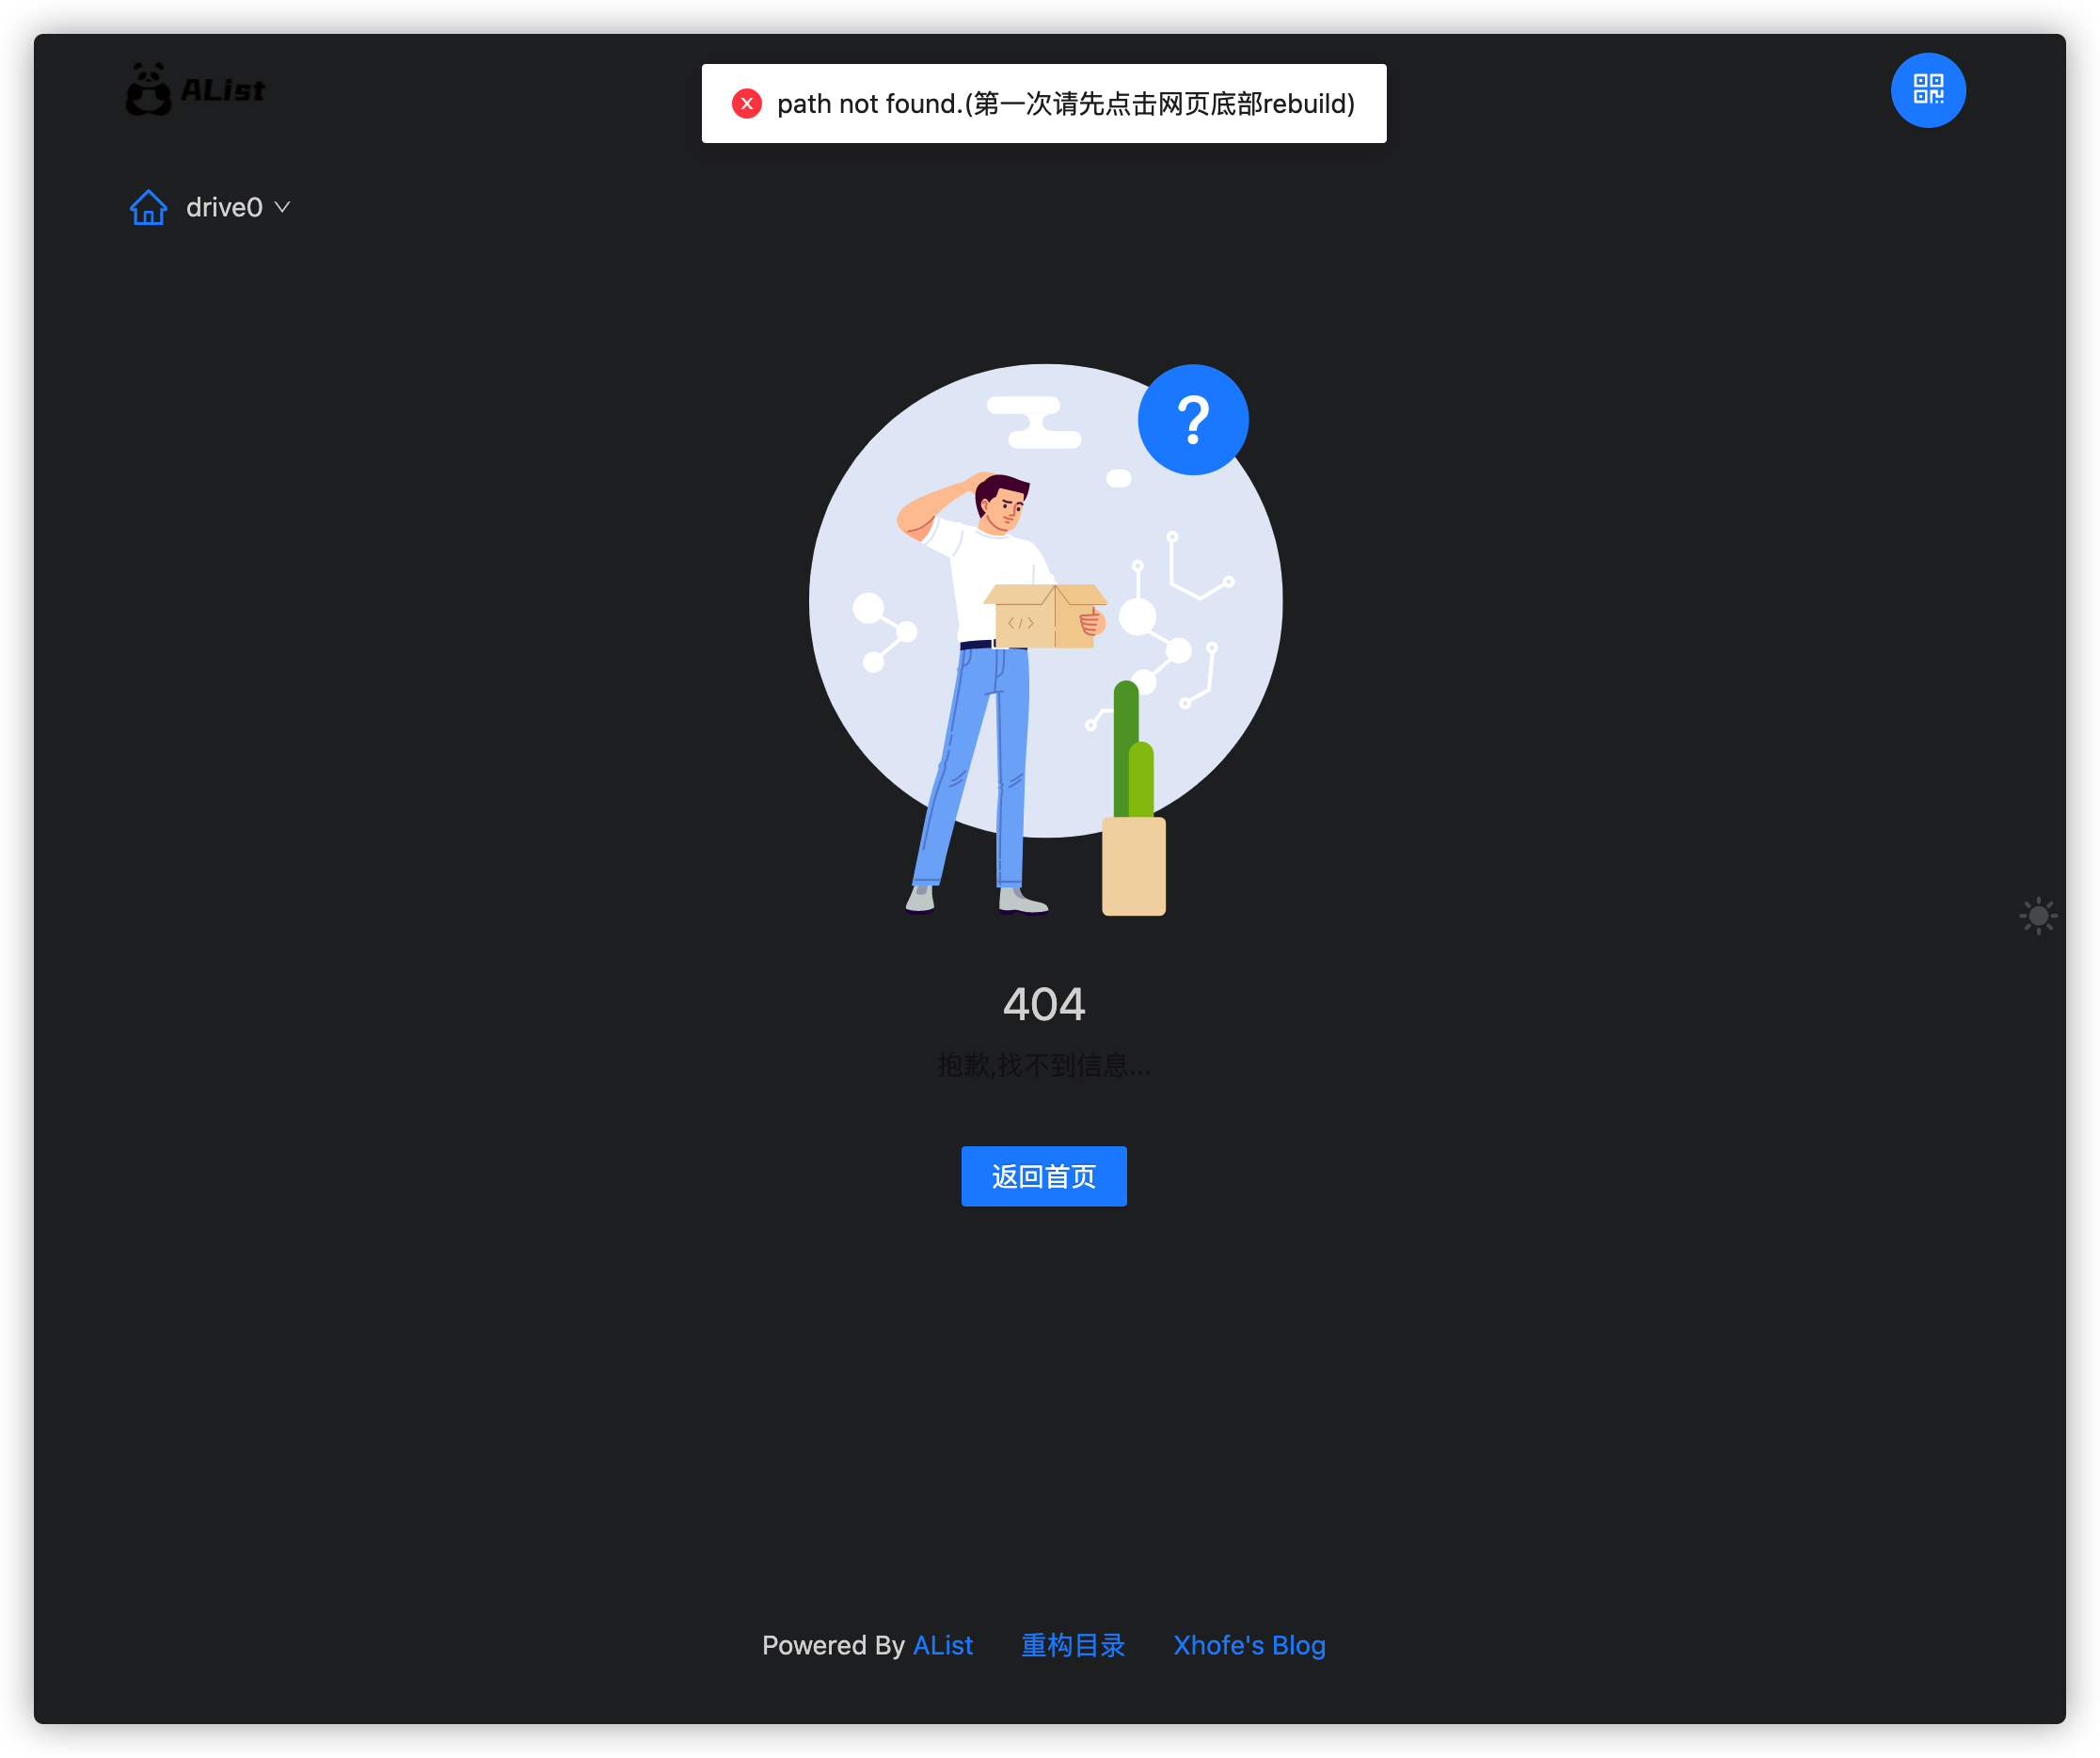 AList
path not found.(第一次请先点击网页底部rebuild)
drive0
?
</>
404
抱歉,找不到信息...
返回首页
Powered By AList 重构目录 Xhofe's Blog